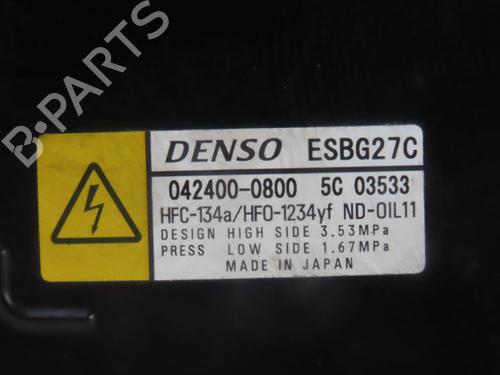 B-PARTS
DENSO ESBG27C
042400-0800 5C 03533
HFC-134a/HFO-1234yf ND-OIL11
DESIGN HIGH SIDE 3.53MPa
PRESS LOW SIDE 1.67MPa
MADE IN JAPAN